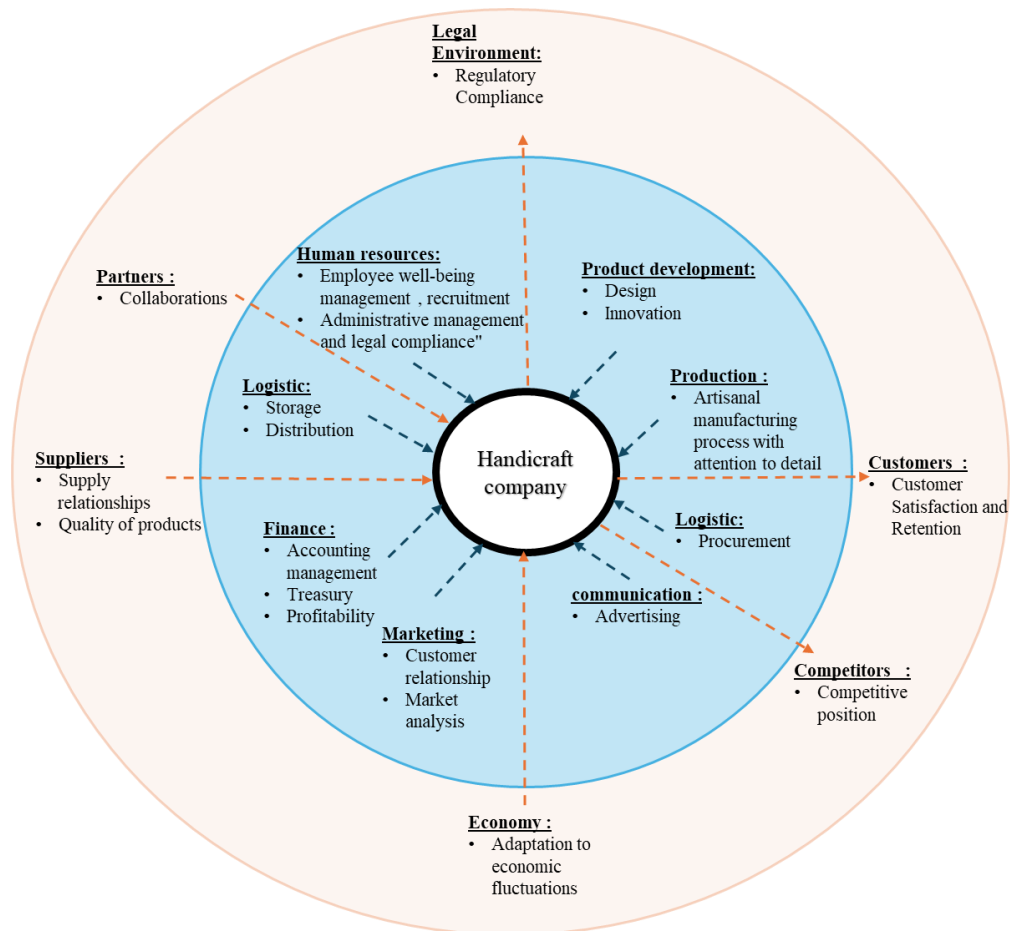 Legal
Environment:
• Regulatory
Compliance
Human resources:
• Employee well-being
management , recruitment
• Administrative management
and legal compliance"
Product development:
• Design
• Innovation
Partners :
• Collaborations
Logistic:
• Storage
• Distribution
Production :
• Artisanal
manufacturing
process with
attention to detail
Suppliers :
• Supply
relationships
• Quality of products
Handicraft
company
Customers :
• Customer
Satisfaction and
Retention
Finance :
• Accounting
management
• Treasury
• Profitability
Logistic:
• Procurement
communication :
• Advertising
Marketing :
• Customer
relationship
• Market
analysis
Competitors :
• Competitive
position
Economy :
• Adaptation to
economic
fluctuations